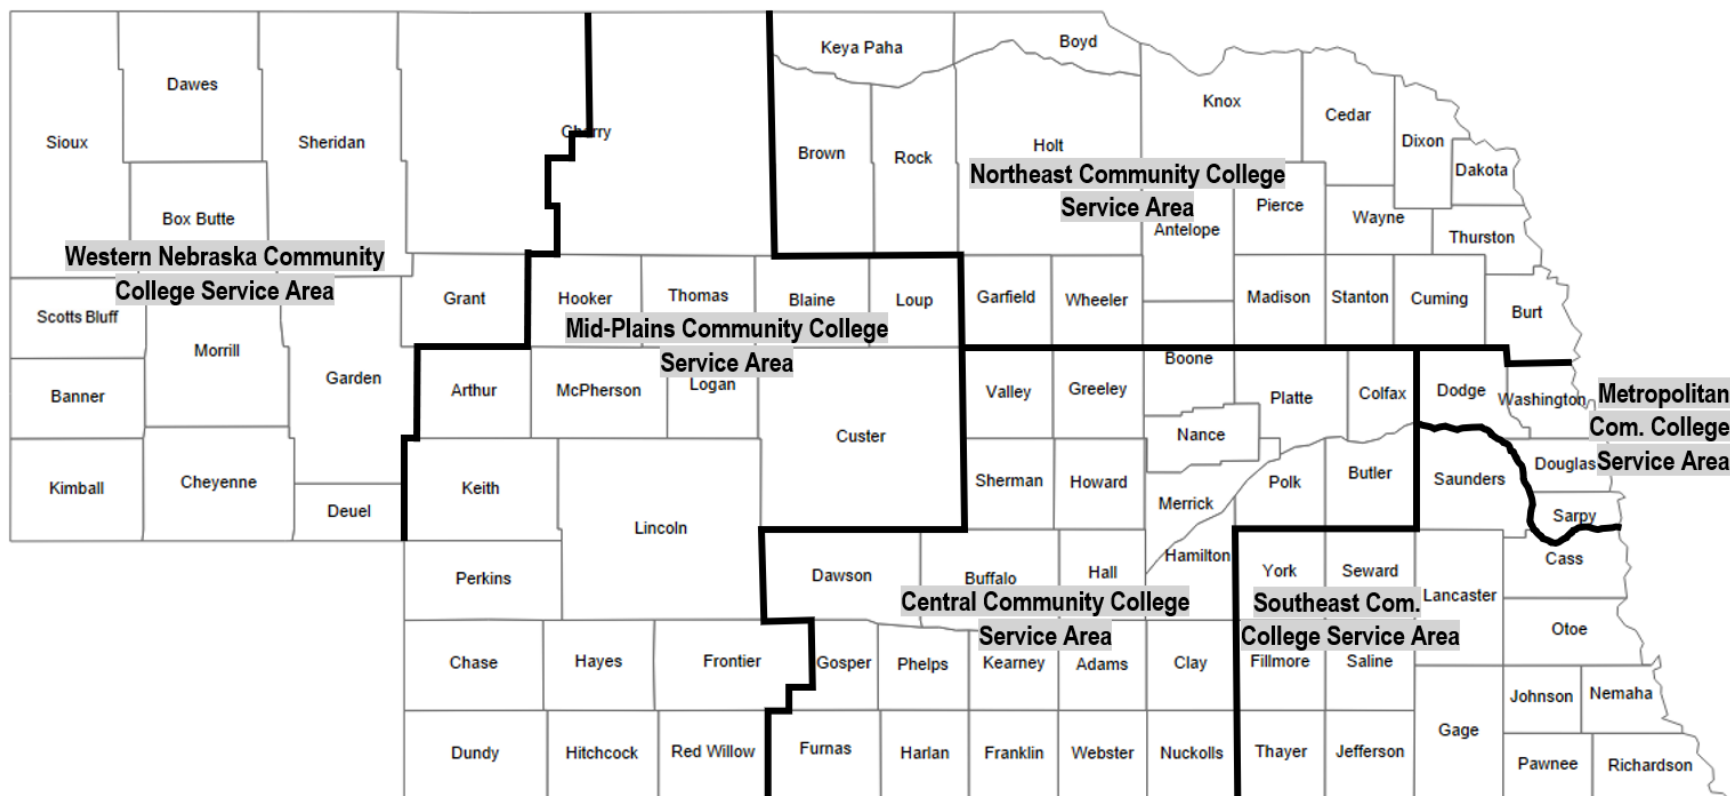 Keya Paha
Boyd
Dawes
Knox
Cedar
Sioux
Sheridan
Cherry
Brown
Rock
Holt
Dixon
Dakota
Northeast Community College
Service Area
Box Butte
Pierce
Wayne
Antelope
Thurston
Western Nebraska Community
College Service Area
Grant
Hooker
Thomas
Blaine
Loup
Garfield
Wheeler
Madison
Stanton
Cuming
Burt
Scotts Bluff
Mid-Plains Community College
Service Area
Morrill
Garden
Banner
Arthur
McPherson
Logan
Custer
Valley
Greeley
Boone
Platte
Colfax
Dodge
Washington
Metropolitan
Com. College
Service Area
Nance
Kimball
Cheyenne
Deuel
Keith
Lincoln
Sherman
Howard
Merrick
Polk
Butler
Saunders
Douglas
Sarpy
Perkins
Dawson
Buffalo
Hall
Hamilton
York
Seward
Lancaster
Cass
Central Community College
Service Area
Southeast Com.
College Service Area
Otoe
Chase
Hayes
Frontier
Gosper
Phelps
Kearney
Adams
Clay
Fillmore
Saline
Johnson
Nemaha
Dundy
Hitchcock
Red Willow
Furnas
Harlan
Franklin
Webster
Nuckolls
Thayer
Jefferson
Gage
Pawnee
Richardson